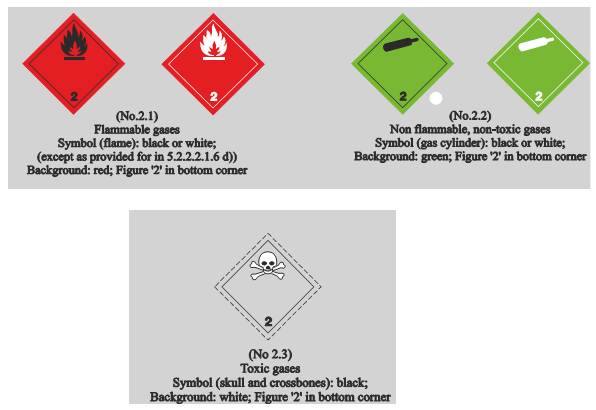 2
2
(No.2.1)
Flammable gases
Symbol (flame): black or white;
(except as provided for in 5.2.2.2.1.6 d))
Background: red; Figure '2' in bottom corner
2
2
(No.2.2)
Non flammable, non-toxic gases
Symbol (gas cylinder): black or white;
Background: green; Figure '2' in bottom corner
2
(No 2.3)
Toxic gases
Symbol (skull and crossbones): black;
Background: white; Figure '2' in bottom corner